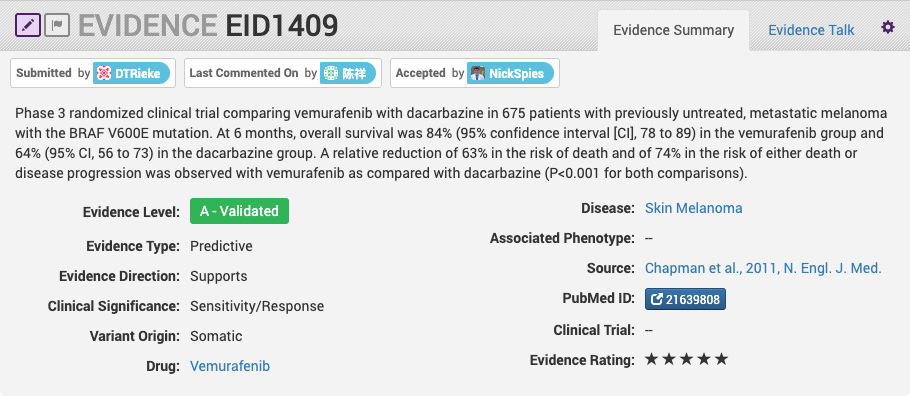 EVIDENCE EID1409
Evidence Summary
Evidence Talk
Submitted by DTRieke
Last Commented On by 陈祥
Accepted by NickSpies
Phase 3 randomized clinical trial comparing vemurafenib with dacarbazine in 675 patients with previously untreated, metastatic melanoma
with the BRAF V600E mutation. At 6 months, overall survival was 84% (95% confidence interval [CI], 78 to 89) in the vemurafenib group and
64% (95% CI, 56 to 73) in the dacarbazine group. A relative reduction of 63% in the risk of death and of 74% in the risk of either death or
disease progression was observed with vemurafenib as compared with dacarbazine (P<0.001 for both comparisons).
Evidence Level: A - Validated
Evidence Type: Predictive
Evidence Direction: Supports
Clinical Significance: Sensitivity/Response
Variant Origin: Somatic
Drug: Vemurafenib
Disease: Skin Melanoma
Associated Phenotype: --
Source: Chapman et al., 2011, N. Engl. J. Med.
PubMed ID: 21639808
Clinical Trial: --
Evidence Rating: ★★★★★